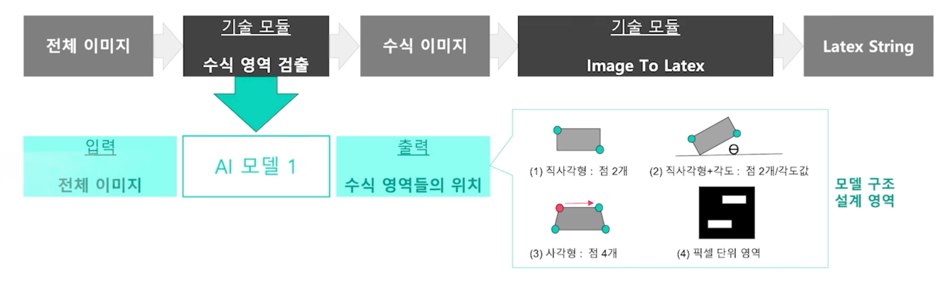 전체 이미지
기술 모듈
수식 영역 검출
수식 이미지
기술 모듈
Image To Latex
Latex String
입력
전체 이미지
AI 모델 1
출력
수식 영역들의 위치
(1) 직사각형 : 점 2개
Θ
(2) 직사각형+각도 : 점 2개/각도값
(3) 사각형 : 점 4개
(4) 픽셀 단위 영역
모델 구조
설계 영역